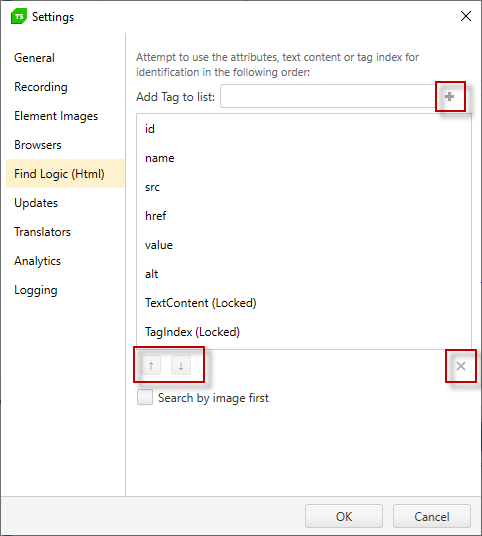 TS Settings
General
Recording
Element Images
Browsers
Find Logic (Html)
Updates
Translators
Analytics
Logging
Attempt to use the attributes, text content or tag index for
identification in the following order:
Add Tag to list:
id
name
src
href
value
alt
TextContent (Locked)
TagIndex (Locked)
Search by image first
OK
Cancel